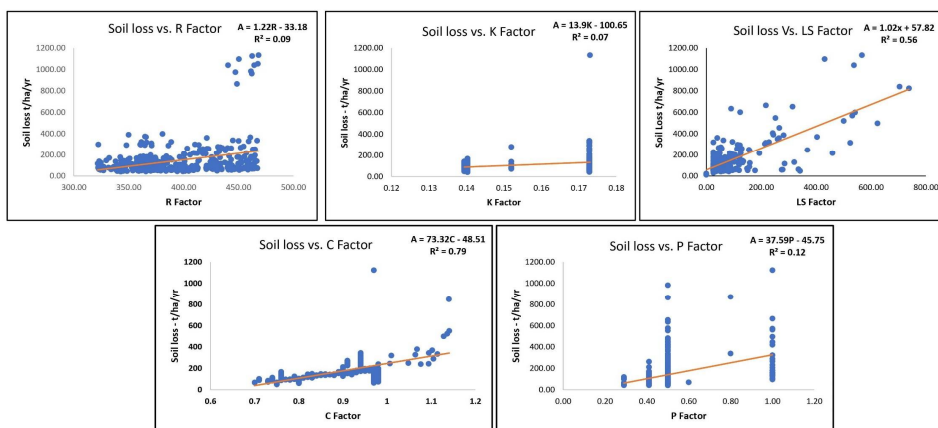 Soil loss vs. R Factor
A = 1.22R - 33.18
R² = 0.09
Soil loss t/ha/yr
1200.00
1000.00
800.00
600.00
400.00
200.00
0.00
300.00 350.00 400.00 450.00 500.00
R Factor
Soil loss vs. K Factor
A = 13.9K - 100.65
R² = 0.07
Soil loss - t/ha/yr
1200.00
1000.00
800.00
600.00
400.00
200.00
0.00
0.12 0.13 0.14 0.15 0.16 0.17 0.18
K Factor
Soil loss Vs. LS Factor
A = 1.02x + 57.82
R² = 0.56
Soil Loss t/ha/yr
1200.00
1000.00
800.00
600.00
400.00
200.00
0.00
0.00 200.00 400.00 600.00 800.00
LS Factor
Soil loss vs. C Factor
A = 73.32C - 48.51
R² = 0.79
Soil loss - t/ha/yr
1200
1000
800
600
400
200
0
0.6 0.7 0.8 0.9 1 1.1 1.2
C Factor
Soil loss vs. P Factor
A = 37.59P - 45.75
R² = 0.12
Soil loss - t/ha/yr
1200.00
1000.00
800.00
600.00
400.00
200.00
0.00
0.00 0.20 0.40 0.60 0.80 1.00 1.20
P Factor